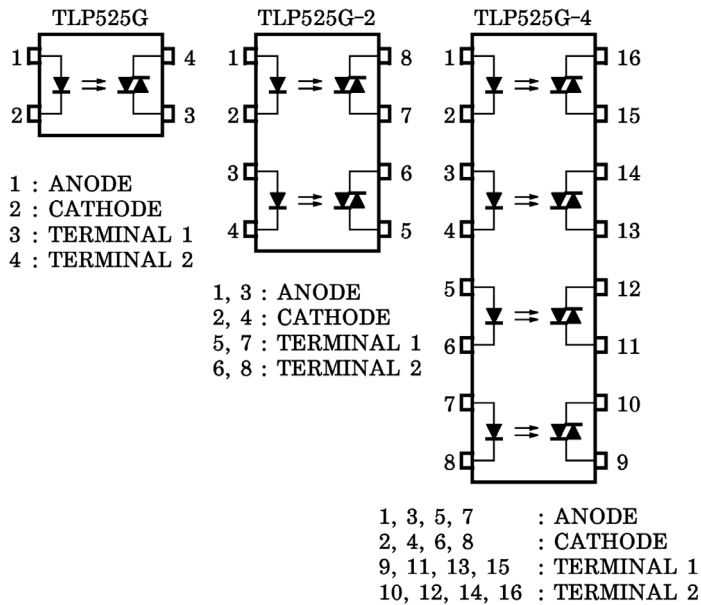 TLP525G
1
4
2
3
1 : ANODE
2 : CATHODE
3 : TERMINAL 1
4 : TERMINAL 2
TLP525G-2
1
8
2
7
3
6
4
5
1, 3 : ANODE
2, 4 : CATHODE
5, 7 : TERMINAL 1
6, 8 : TERMINAL 2
TLP525G-4
1
16
2
15
3
14
4
13
5
12
6
11
7
10
8
9
1, 3, 5, 7 : ANODE
2, 4, 6, 8 : CATHODE
9, 11, 13, 15 : TERMINAL 1
10, 12, 14, 16 : TERMINAL 2